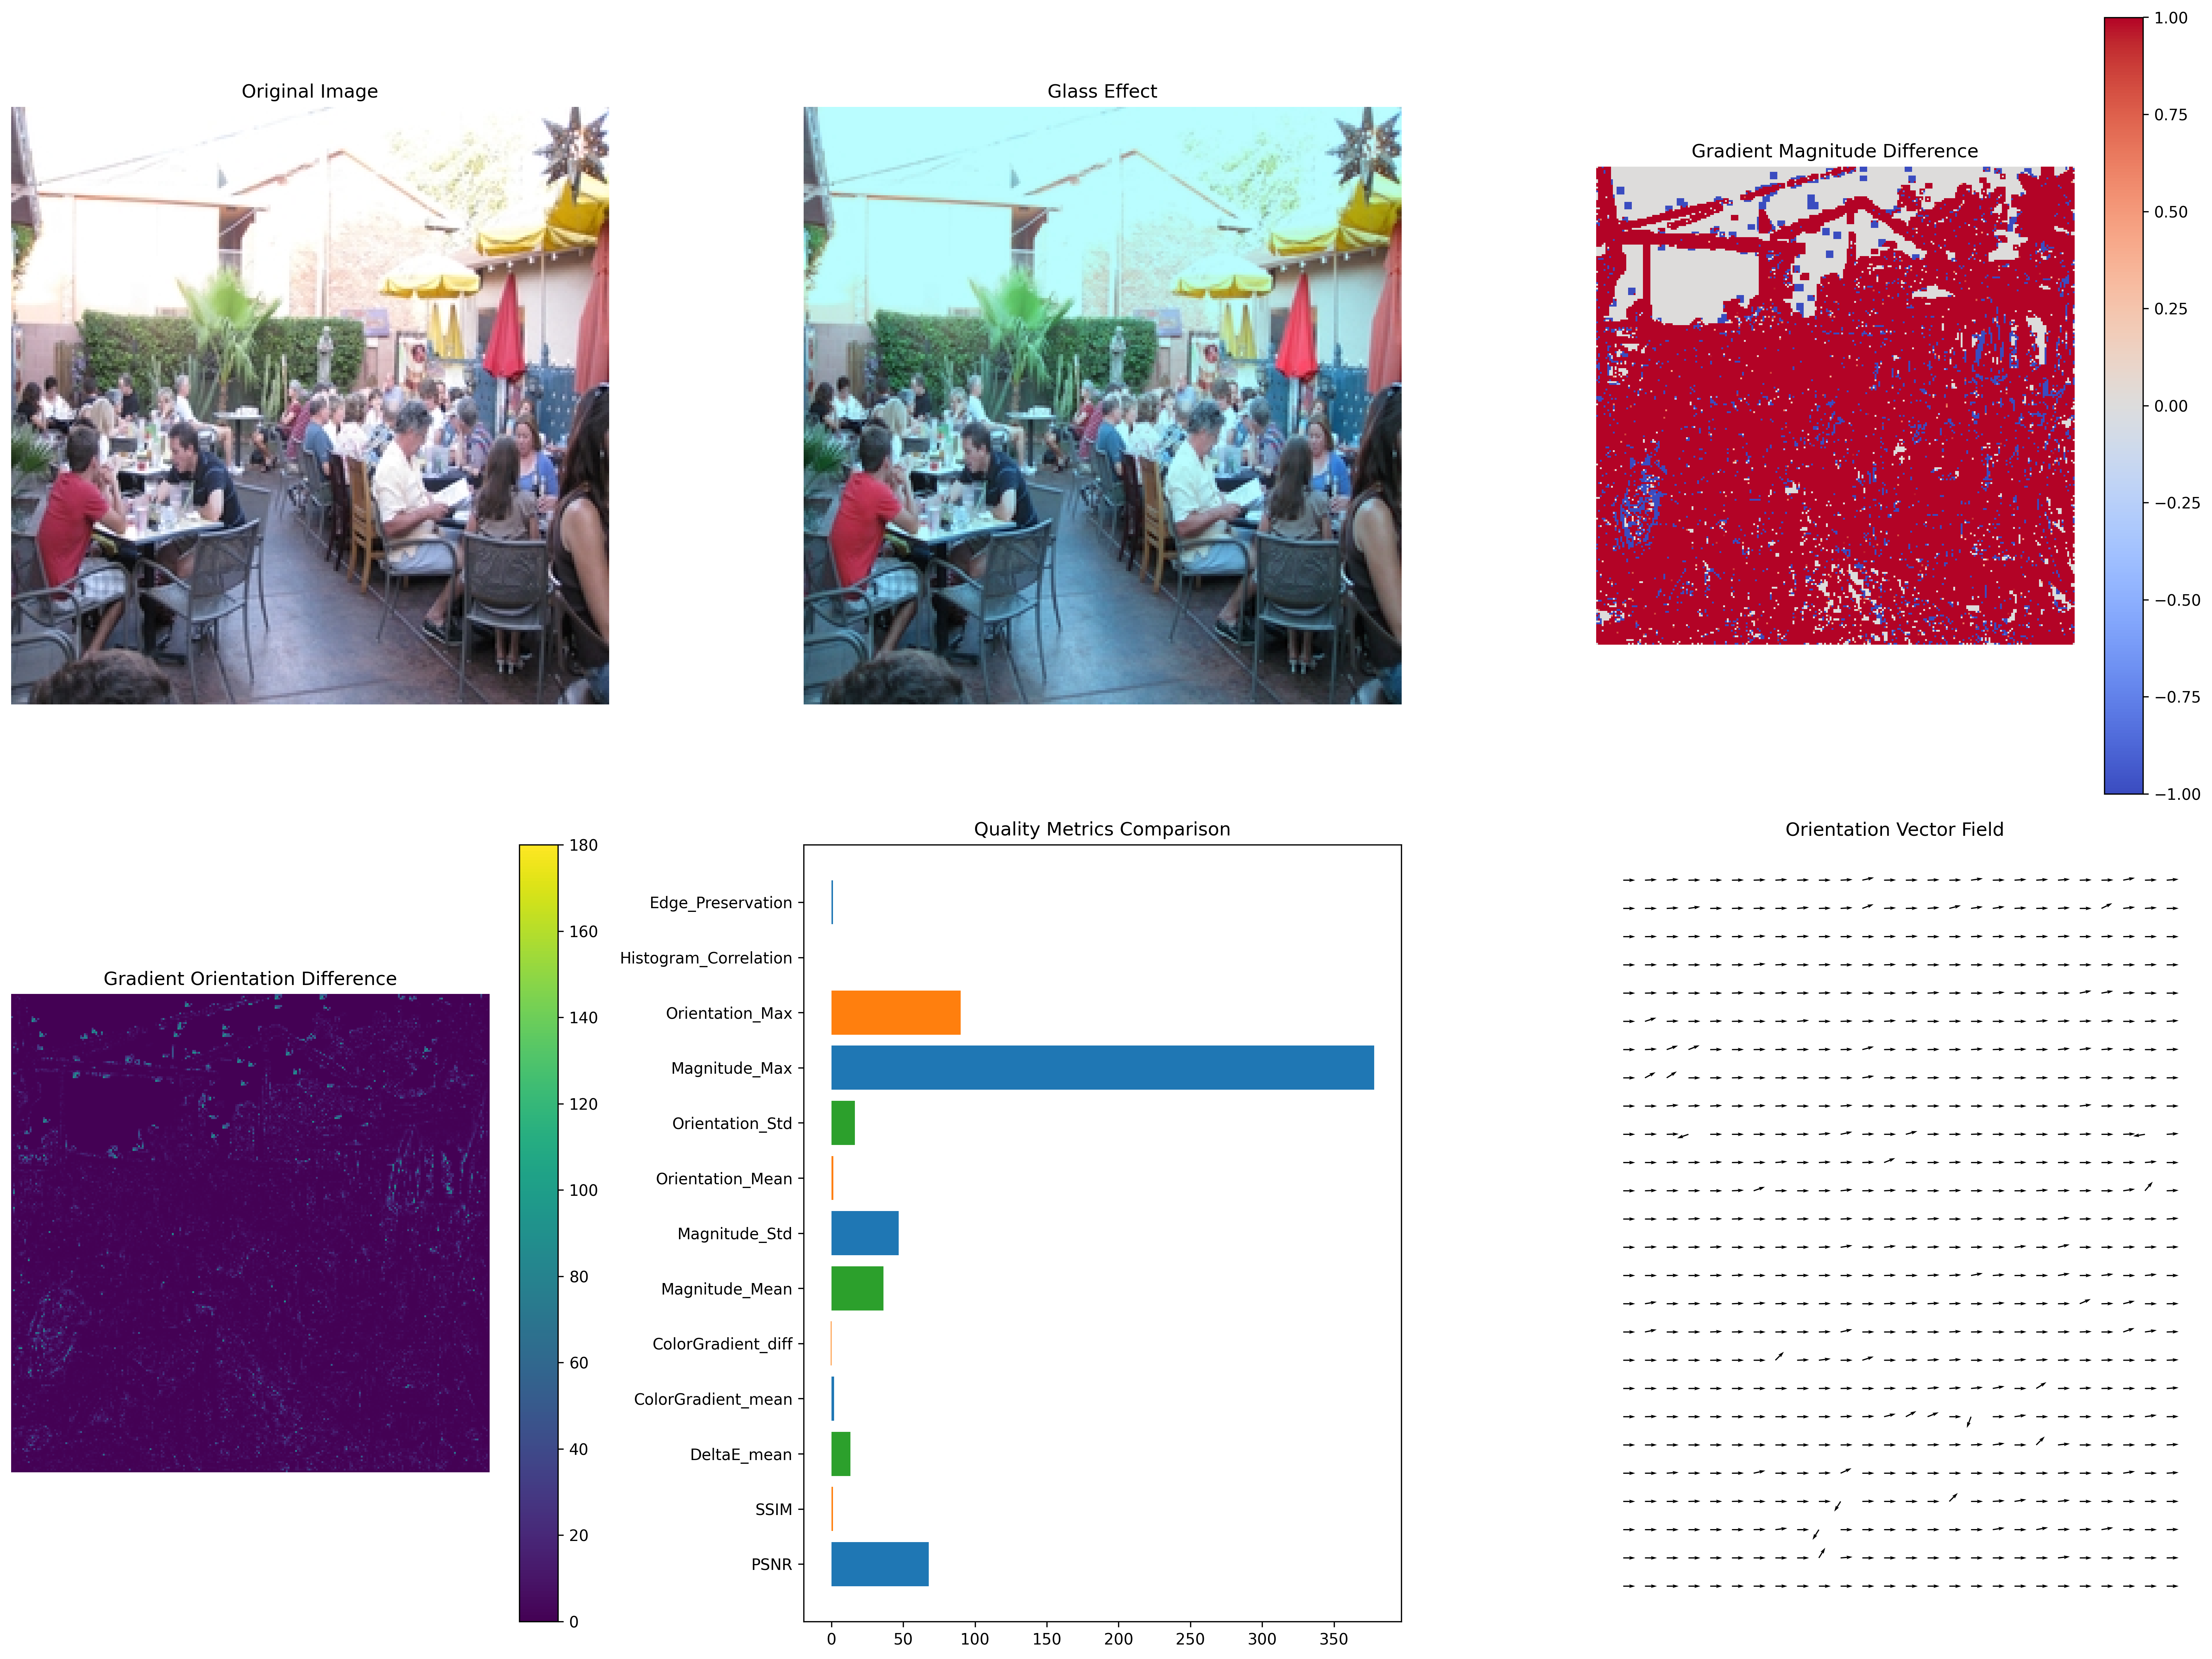 Original Image
Glass Effect
Gradient Magnitude Difference
1.00
0.75
0.50
0.25
0.00
−0.25
−0.50
−0.75
−1.00
Gradient Orientation Difference
180
160
140
120
100
80
60
40
20
0
Quality Metrics Comparison
Edge_Preservation
Histogram_Correlation
Orientation_Max
Magnitude_Max
Orientation_Std
Orientation_Mean
Magnitude_Std
Magnitude_Mean
ColorGradient_diff
ColorGradient_mean
DeltaE_mean
SSIM
PSNR
0 50 100 150 200 250 300 350
Orientation Vector Field